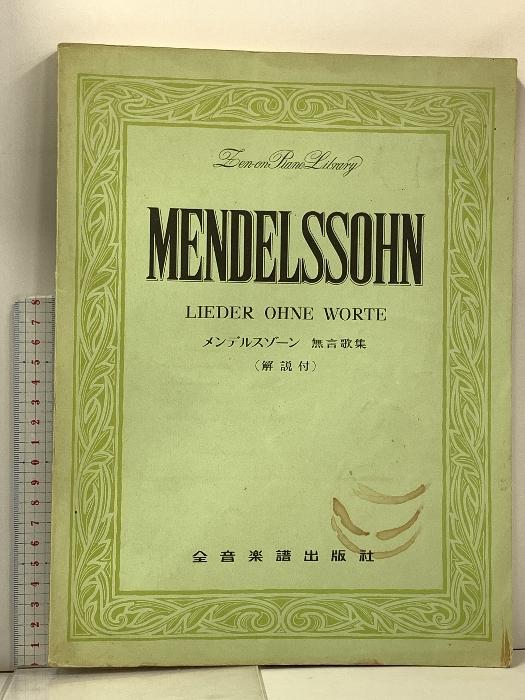 Zen-on Piano Library
MENDELSSOHN
LIEDER OHNE WORTE
メンデルスゾーン 無言歌集
(解説付)
全音楽譜出版社